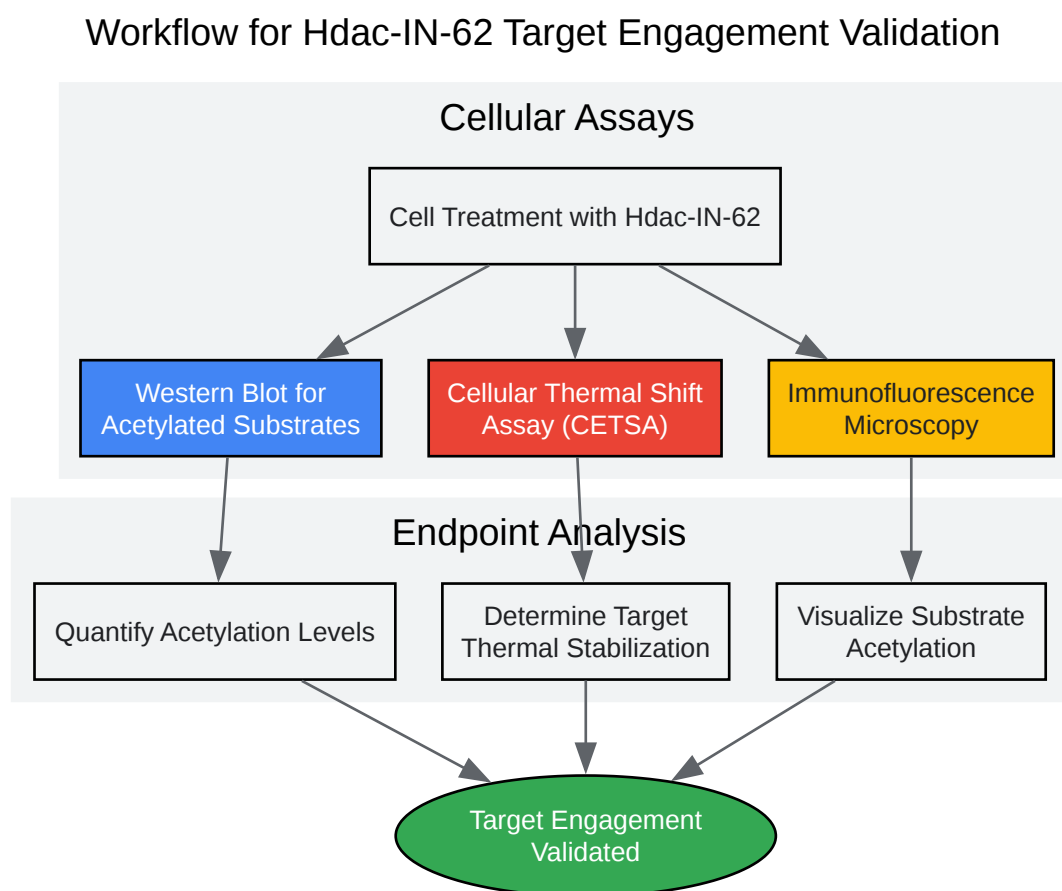 Workflow for Hdac-IN-62 Target Engagement Validation
Cellular Assays
Cell Treatment with Hdac-IN-62
Western Blot for
Acetylated Substrates
Cellular Thermal Shift
Assay (CETSA)
Immunofluorescence
Microscopy
Endpoint Analysis
Quantify Acetylation Levels
Determine Target
Thermal Stabilization
Visualize Substrate
Acetylation
Target Engagement
Validated